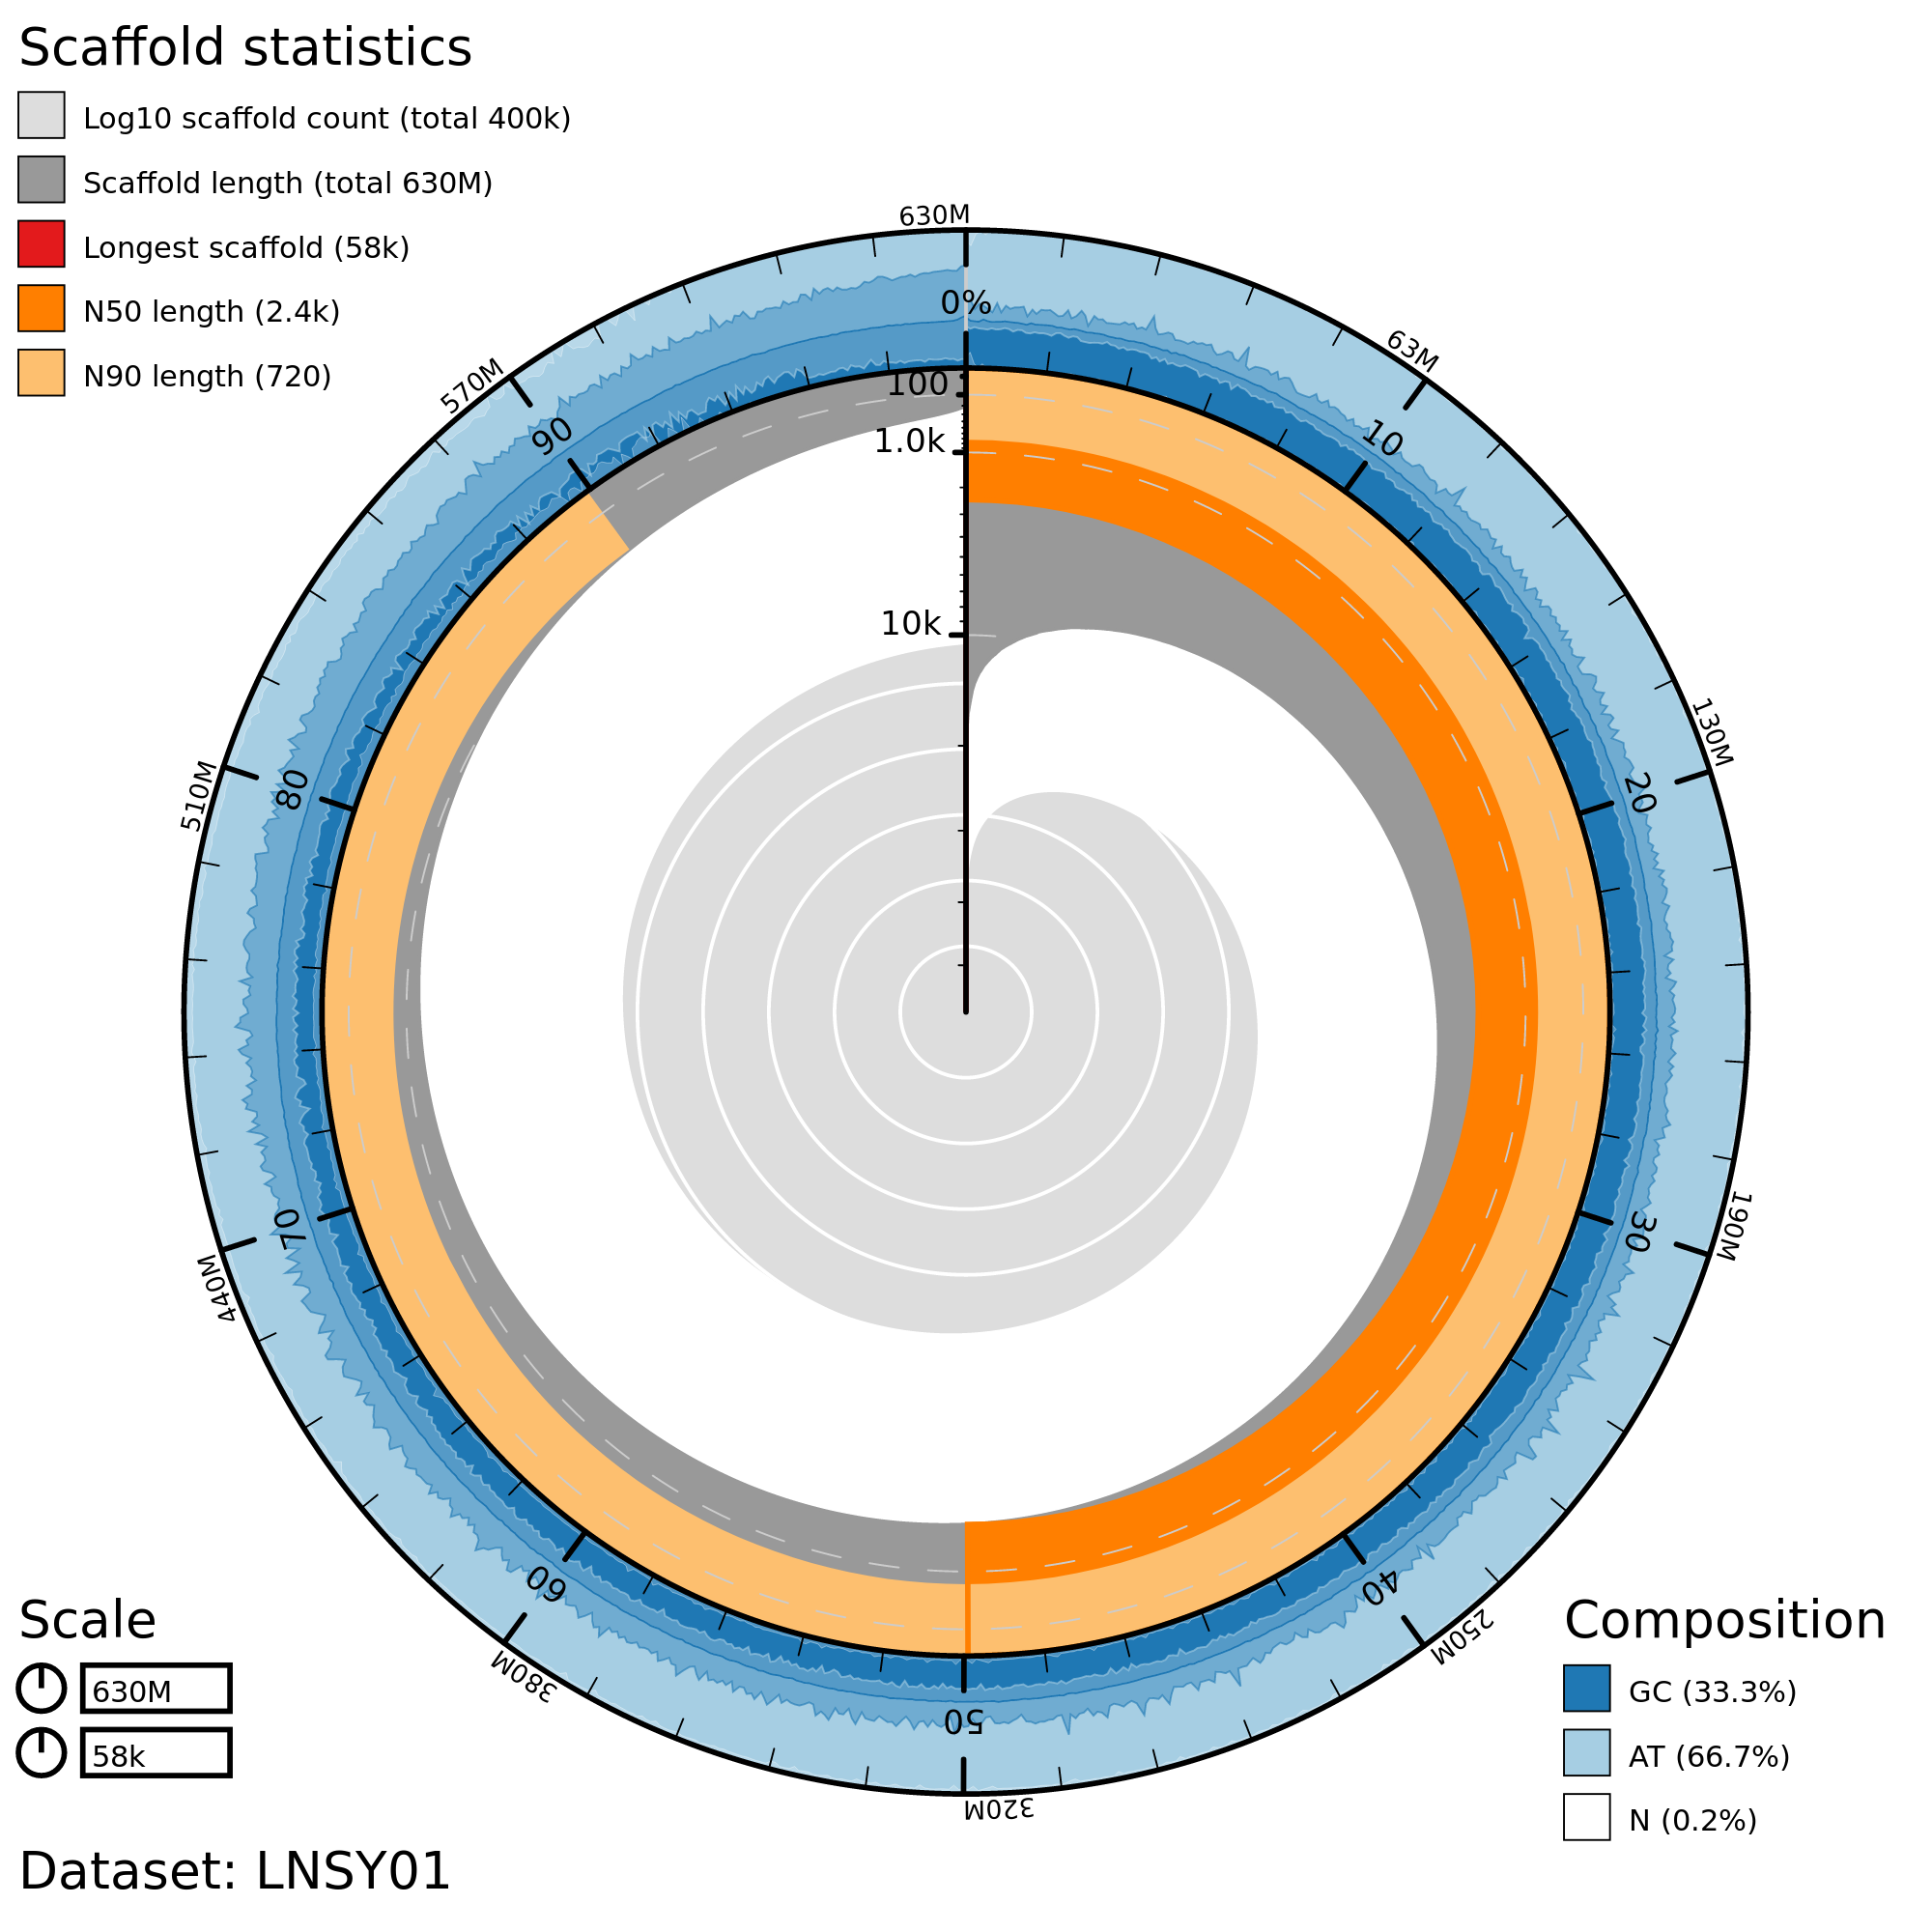 Scaffold statistics
Log10 scaffold count (total 400k)
Scaffold length (total 630M)
Longest scaffold (58k)
N50 length (2.4k)
N90 length (720)
630M
0%
63M
10
130M
20
190M
30
250M
40
320M
50
380M
60
440M
70
510M
80
570M
90
100
1.0k
10k
Scale
630M
58k
Composition
GC (33.3%)
AT (66.7%)
N (0.2%)
Dataset: LNSY01